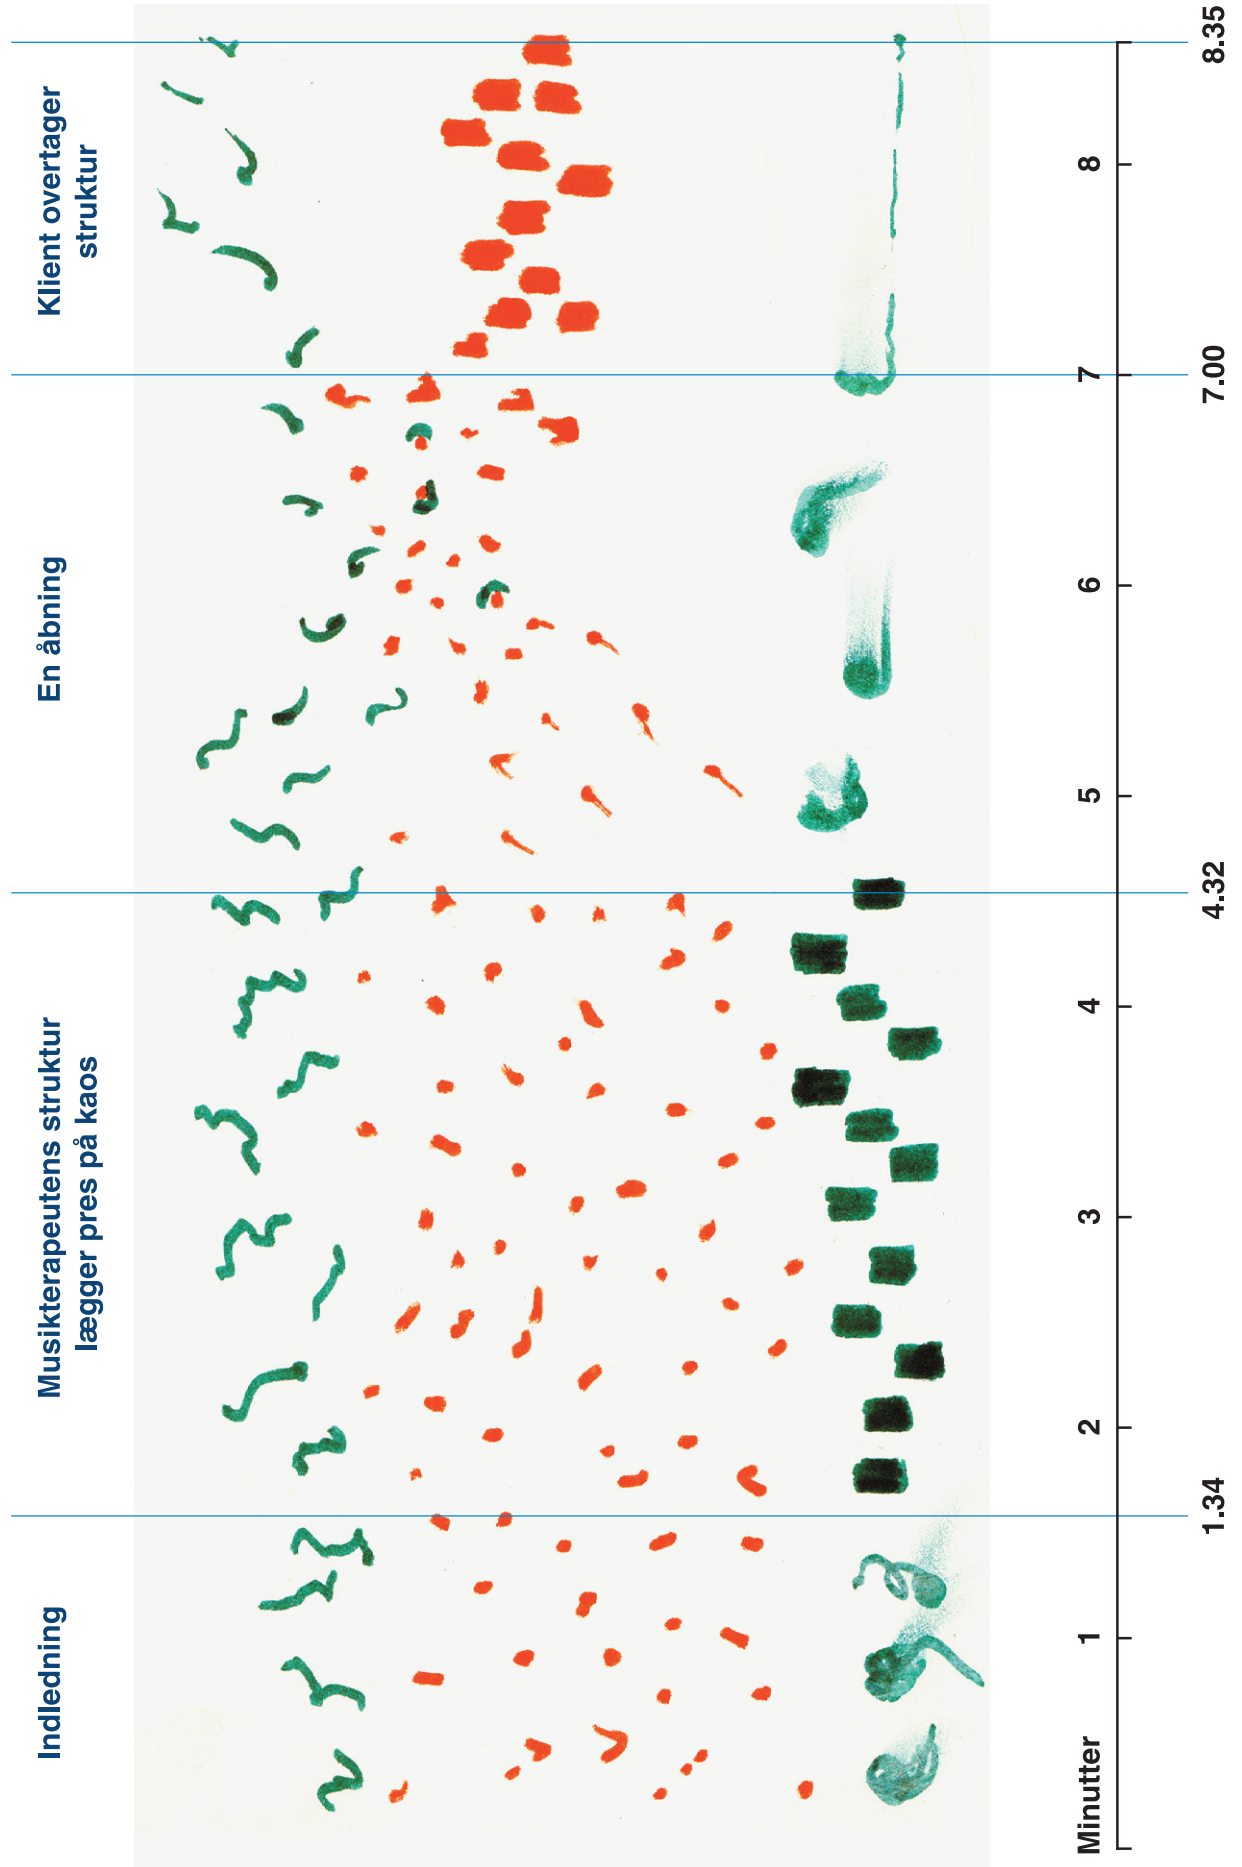 Indledning
Musikterapeutens struktur
lægger pres på kaos
En åbning
Klient overtager
struktur
Minutter
1
2
3
4
5
6
7
8
1.34
4.32
7.00
8.35